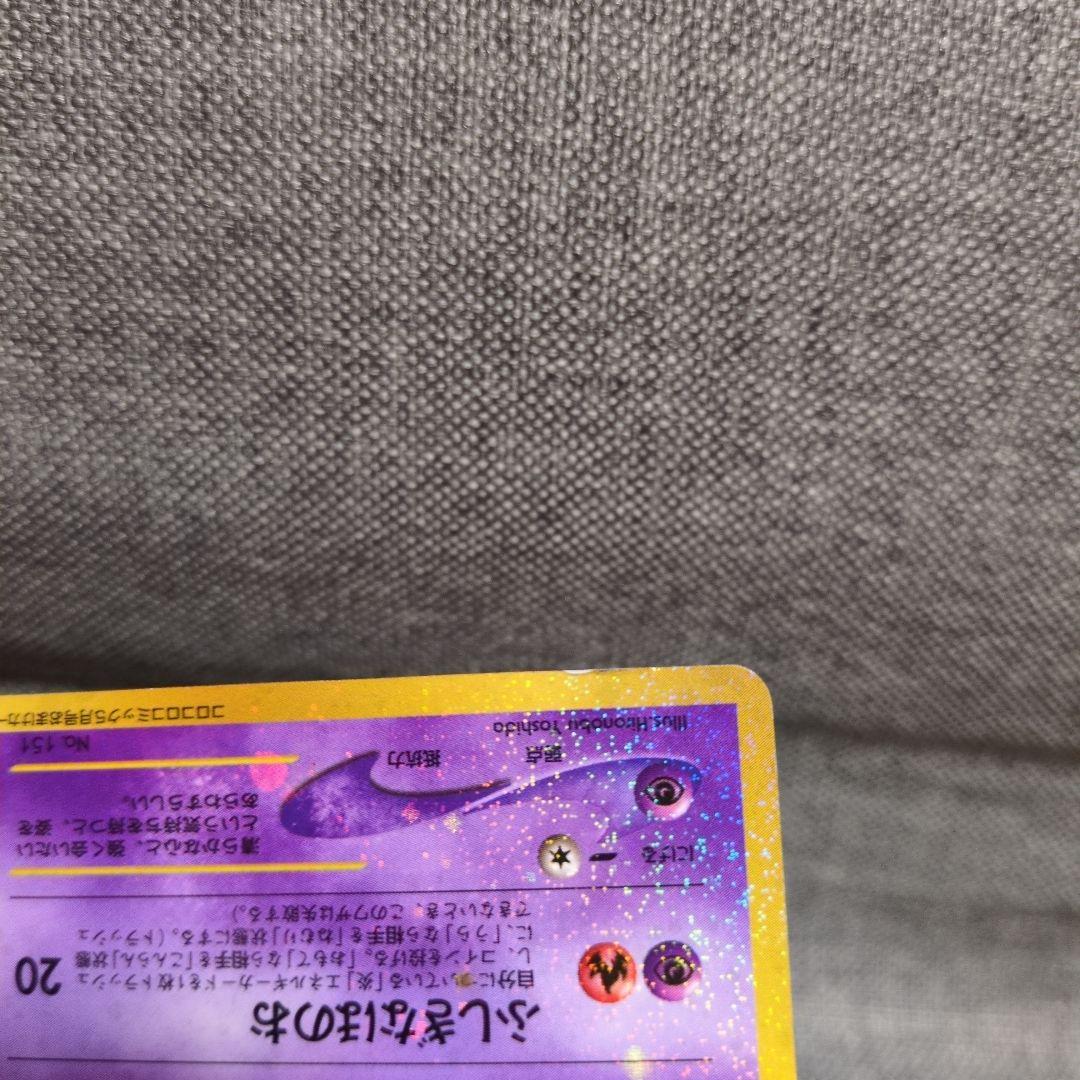 ふしぎなほのお
20
自分についている「炎」エネルギーカードを1枚トラッシュ
し、コインを投げる。「おもて」なら相手を「こんらん」状態
に、「うら」なら相手を「ねむり」状態にする。（トラッシュ
できないとき、このワザは失敗する。）
にげる
清らかな心と、強く会いたい
という気持ちを持つと、姿を
あらわすらしい。
弱点
抵抗力
No. 151
Illus. Hironobu Yoshida
コロコロコミック5月号おまけカー